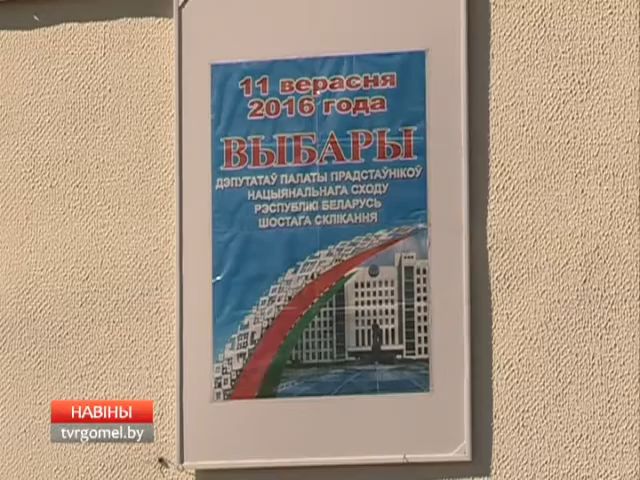 11 верасня
2016 года
ВЫБАРЫ
ДЭПУТАТАЎ ПАЛАТЫ ПРАДСТАЎНІКОЎ
НАЦЫЯНАЛЬНАГА СХОДУ
РЭСПУБЛІКІ БЕЛАРУСЬ
ШОСТАГА СКЛІКАННЯ
НАВІНЫ
tvrgomel.by